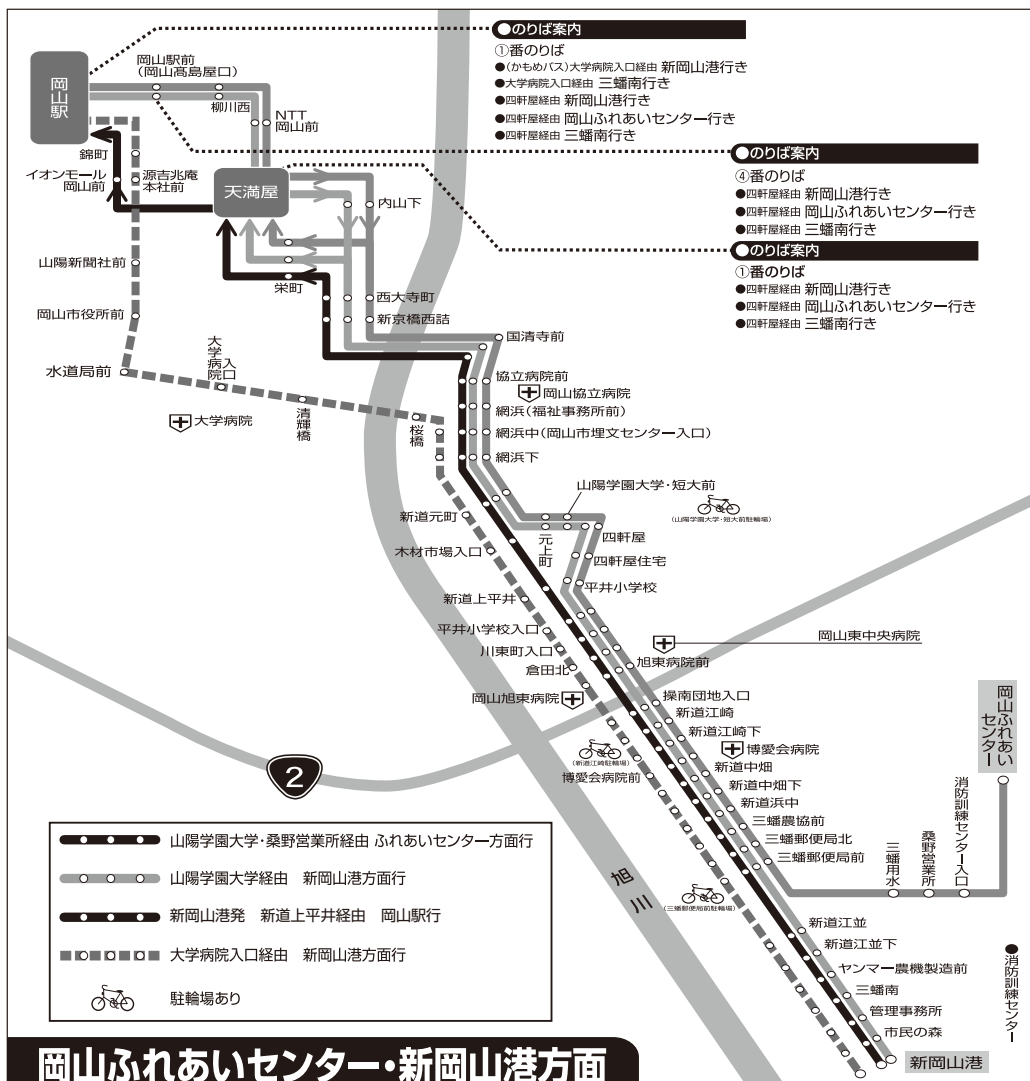 ●のりば案内
①番のりば
●(かもめバス)大学病院入口経由 新岡山港行き
●大学病院入口経由 三蟠南行き
●四軒屋経由 新岡山港行き
●四軒屋経由 岡山ふれあいセンター行き
●四軒屋経由 三蟠南行き
●のりば案内
④番のりば
●四軒屋経由 新岡山港行き
●四軒屋経由 岡山ふれあいセンター行き
●四軒屋経由 三蟠南行き
●のりば案内
①番のりば
●四軒屋経由 新岡山港行き
●四軒屋経由 岡山ふれあいセンター行き
●四軒屋経由 三蟠南行き
岡山駅
岡山駅前
(岡山髙島屋口)
柳川西
NTT
岡山前
錦町
イオンモール
岡山前
源吉兆庵
本社前
天満屋
内山下
山陽新聞社前
栄町
西大寺町
新京橋西詰
岡山市役所前
国清寺前
水道局前
大学病院入口
大学病院
清輝橋
桜橋
協立病院前
岡山協立病院
網浜(福祉事務所前)
網浜中(岡山市埋文センター入口)
網浜下
山陽学園大学・短大前
(山陽学園大学・短大前駐輪場)
新道元町
元上町
四軒屋
木材市場入口
四軒屋住宅
平井小学校
新道上平井
平井小学校入口
川東町入口
倉田北
岡山東中央病院
旭東病院前
岡山旭東病院
操南団地入口
新道江崎
新道江崎下
博愛会病院
(新道江崎駐輪場)
博愛会病院前
新道中畑
新道中畑下
新道浜中
三蟠農協前
三蟠郵便局北
三蟠郵便局前
(三蟠郵便局前駐輪場)
三蟠用水
桑野営業所
消防訓練センター入口
岡山ふれあい
センター
2
旭川
新道江並
新道江並下
ヤンマー農機製造前
三蟠南
管理事務所
市民の森
新岡山港
●消防訓練センター
山陽学園大学・桑野営業所経由 ふれあいセンター方面行
山陽学園大学経由　新岡山港方面行
新岡山港発　新道上平井経由　岡山駅行
大学病院入口経由　新岡山港方面行
駐輪場あり
岡山ふれあいセンター・新岡山港方面